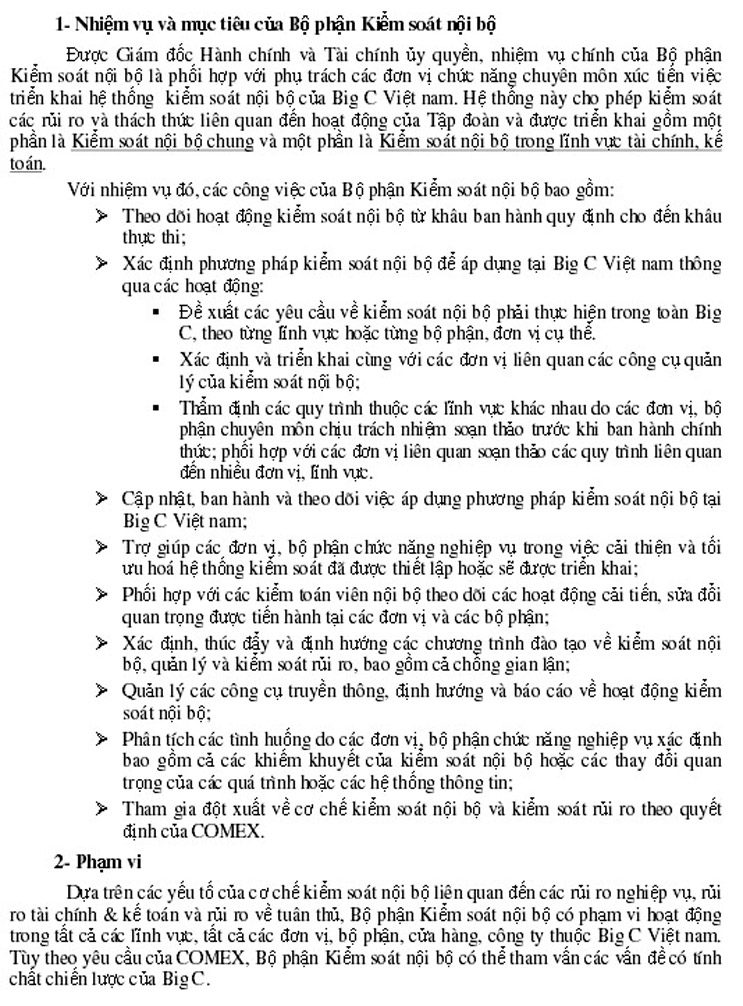 1- Nhiệm vụ và mục tiêu của Bộ phận Kiểm soát nội bộ
Được Giám đốc Hành chính và Tài chính ủy quyền, nhiệm vụ chính của Bộ phận
Kiểm soát nội bộ là phối hợp với phụ trách các đơn vị chức năng chuyên môn xúc tiến việc
triển khai hệ thống kiểm soát nội bộ của Big C Việt nam. Hệ thống này cho phép kiểm soát
các rủi ro và thách thức liên quan đến hoạt động của Tập đoàn và được triển khai gồm một
phần là Kiểm soát nội bộ chung và một phần là Kiểm soát nội bộ trong lĩnh vực tài chính, kế
toán.
Với nhiệm vụ đó, các công việc của Bộ phận Kiểm soát nội bộ bao gồm:
➢ Theo dõi hoạt động kiểm soát nội bộ từ khâu ban hành quy định cho đến khâu
thực thi;
➢ Xác định phương pháp kiểm soát nội bộ để áp dụng tại Big C Việt nam thông
qua các hoạt động:
▪ Đề xuất các yêu cầu về kiểm soát nội bộ phải thực hiện trong toàn Big
C, theo từng lĩnh vực hoặc từng bộ phận, đơn vị cụ thể.
▪ Xác định và triển khai cùng với các đơn vị liên quan các công cụ quản
lý của kiểm soát nội bộ;
▪ Thẩm định các quy trình thuộc các lĩnh vực khác nhau do các đơn vị, bộ
phận chuyên môn chịu trách nhiệm soạn thảo trước khi ban hành chính
thức; phối hợp với các đơn vị liên quan soạn thảo các quy trình liên quan
đến nhiều đơn vị, lĩnh vực.
➢ Cập nhật, ban hành và theo dõi việc áp dụng phương pháp kiểm soát nội bộ tại
Big C Việt nam;
➢ Trợ giúp các đơn vị, bộ phận chức năng nghiệp vụ trong việc cải thiện và tối
ưu hoá hệ thống kiểm soát đã được thiết lập hoặc sẽ được triển khai;
➢ Phối hợp với các kiểm toán viên nội bộ theo dõi các hoạt động cải tiến, sửa đổi
quan trọng được tiến hành tại các đơn vị và các bộ phận;
➢ Xác định, thúc đẩy và định hướng các chương trình đào tạo về kiểm soát nội
bộ, quản lý và kiểm soát rủi ro, bao gồm cả chống gian lận;
➢ Quản lý các công cụ truyền thông, định hướng và báo cáo về hoạt động kiểm
soát nội bộ;
➢ Phân tích các tình huống do các đơn vị, bộ phận chức năng nghiệp vụ xác định
bao gồm cả các khiếm khuyết của kiểm soát nội bộ hoặc các thay đổi quan
trọng của các quá trình hoặc các hệ thống thông tin;
➢ Tham gia đột xuất về cơ chế kiểm soát nội bộ và kiểm soát rủi ro theo quyết
định của COMEX.
2- Phạm vi
Dựa trên các yếu tố của cơ chế kiểm soát nội bộ liên quan đến các rủi ro nghiệp vụ, rủi
ro tài chính & kế toán và rủi ro về tuân thủ, Bộ phận Kiểm soát nội bộ có phạm vi hoạt động
trong tất cả các lĩnh vực, tất cả các đơn vị, bộ phận, cửa hàng, công ty thuộc Big C Việt nam.
Tùy theo yêu cầu của COMEX, Bộ phận Kiểm soát nội bộ có thể tham vấn các vấn đề có tính
chất chiến lược của Big C.